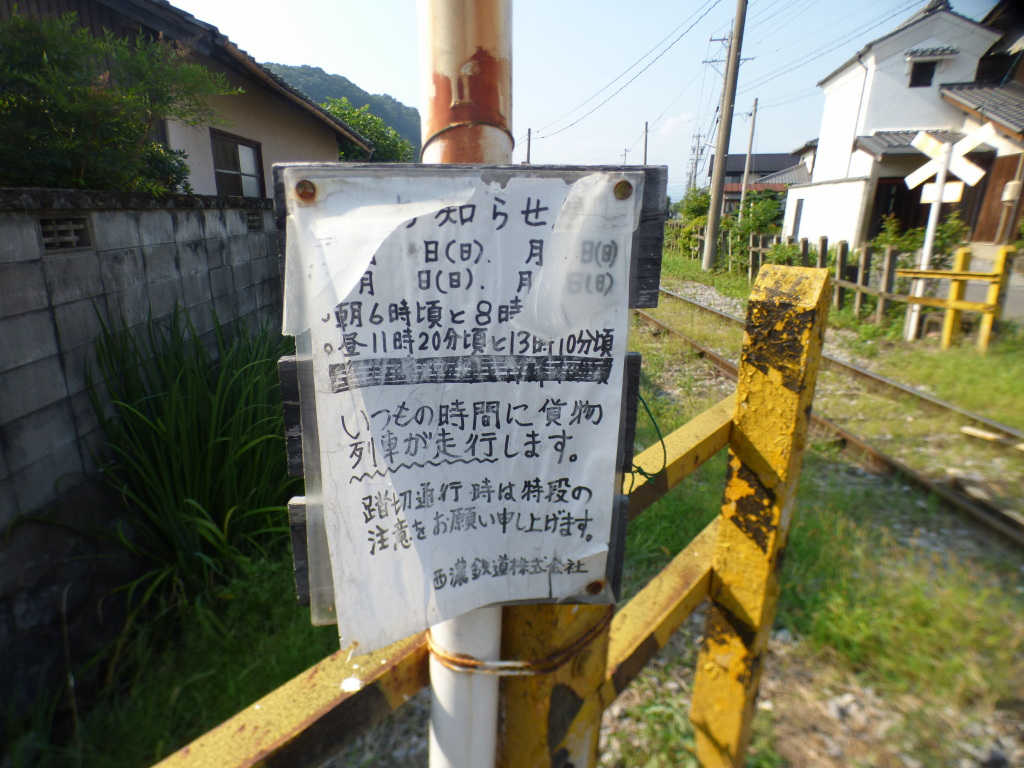 知らせ
日(日).月 日(日)
月 日(日).月 日(日)
○朝6時頃と8時
○昼11時20分頃と13時10分頃
いつもの時間に貨物
列車が走行します。
踏切通行時は特段の
注意をお願い申し上げます。
西濃鉄道株式会社